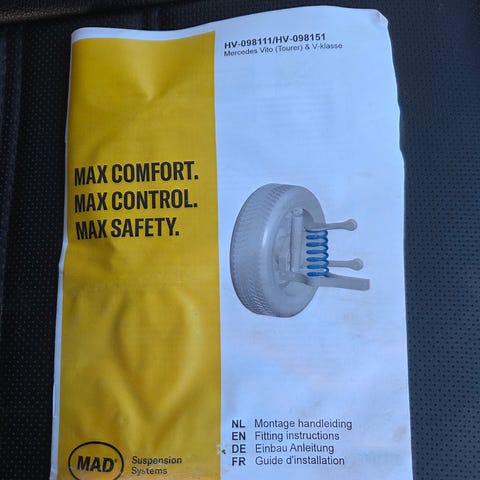 HV-098111/HV-098151
Mercedes Vito (Tourer) & V-klasse
MAX COMFORT.
MAX CONTROL.
MAX SAFETY.
NL Montage handleiding
EN Fitting instructions
DE Einbau Anleitung
FR Guide d'installation
MAD®
Suspension
Systems